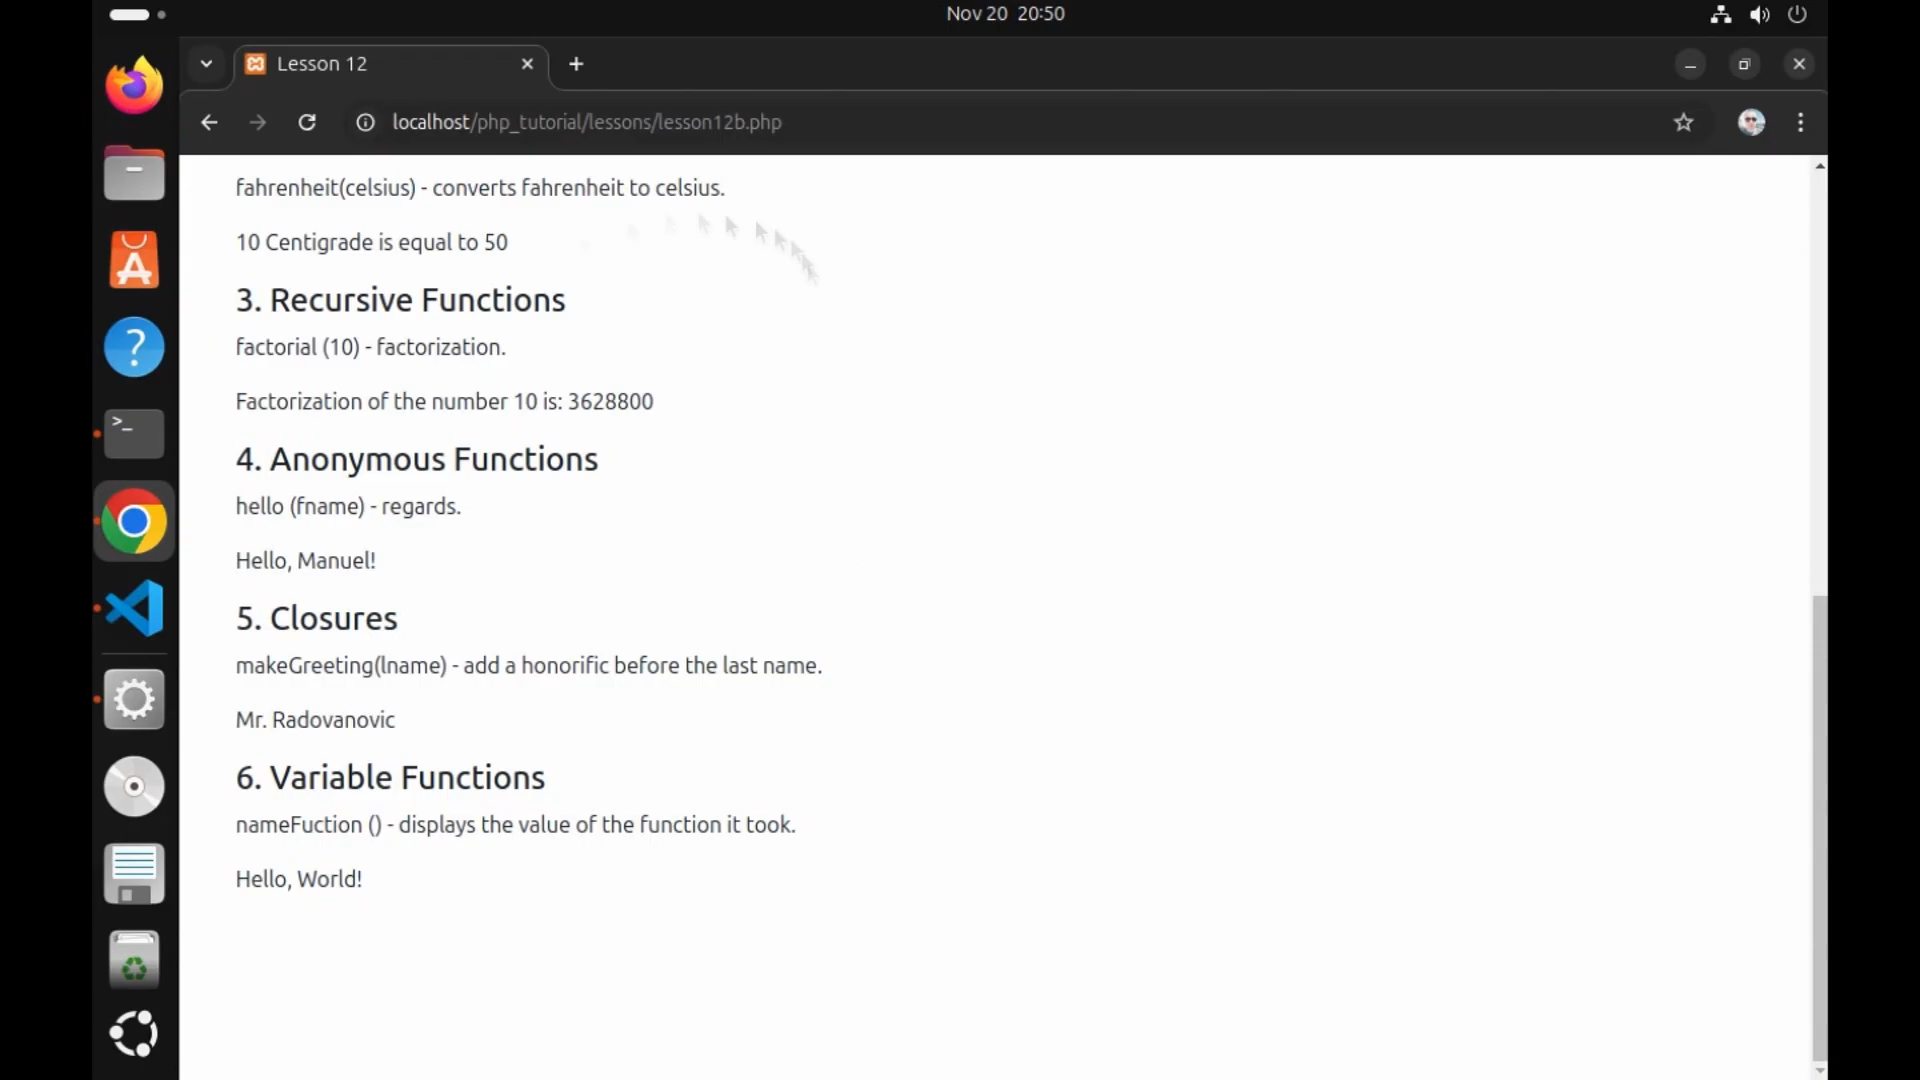 Nov 20 20:50
Lesson 12
localhost/php_tutorial/lessons/lesson12b.php
fahrenheit(celsius) - converts fahrenheit to celsius.
10 Centigrade is equal to 50
3. Recursive Functions
factorial (10) - factorization.
Factorization of the number 10 is: 3628800
4. Anonymous Functions
hello (fname) - regards.
Hello, Manuel!
5. Closures
makeGreeting(lname) - add a honorific before the last name.
Mr. Radovanovic
6. Variable Functions
nameFuction () - displays the value of the function it took.
Hello, World!